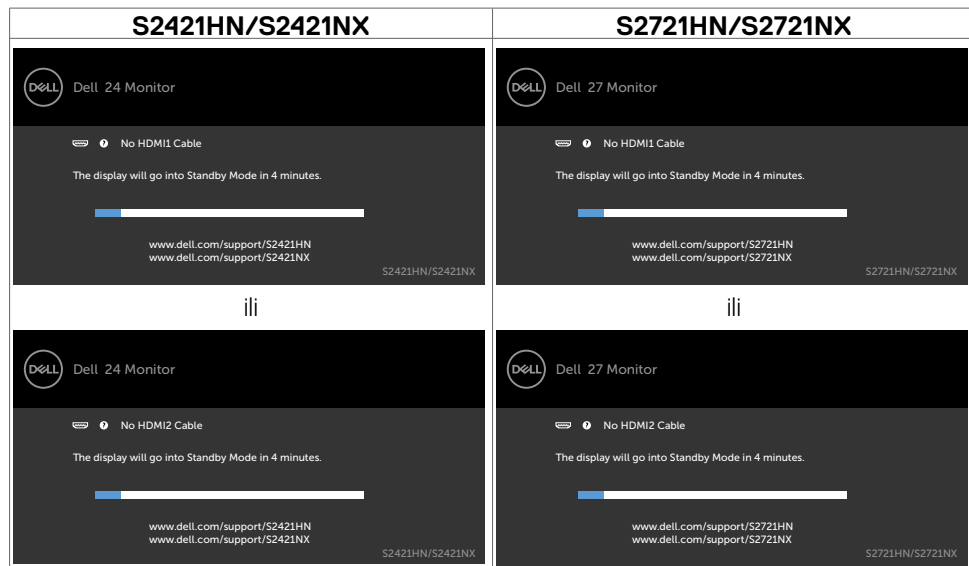 S2421HN/S2421NX
S2721HN/S2721NX
DELL
Dell 24 Monitor
No HDMI1 Cable
The display will go into Standby Mode in 4 minutes.
www.dell.com/support/S2421HN
www.dell.com/support/S2421NX
S2421HN/S2421NX
DELL
Dell 27 Monitor
No HDMI1 Cable
The display will go into Standby Mode in 4 minutes.
www.dell.com/support/S2721HN
www.dell.com/support/S2721NX
S2721HN/S2721NX
ili
ili
DELL
Dell 24 Monitor
No HDMI2 Cable
The display will go into Standby Mode in 4 minutes.
www.dell.com/support/S2421HN
www.dell.com/support/S2421NX
S2421HN/S2421NX
DELL
Dell 27 Monitor
No HDMI2 Cable
The display will go into Standby Mode in 4 minutes.
www.dell.com/support/S2721HN
www.dell.com/support/S2721NX
S2721HN/S2721NX